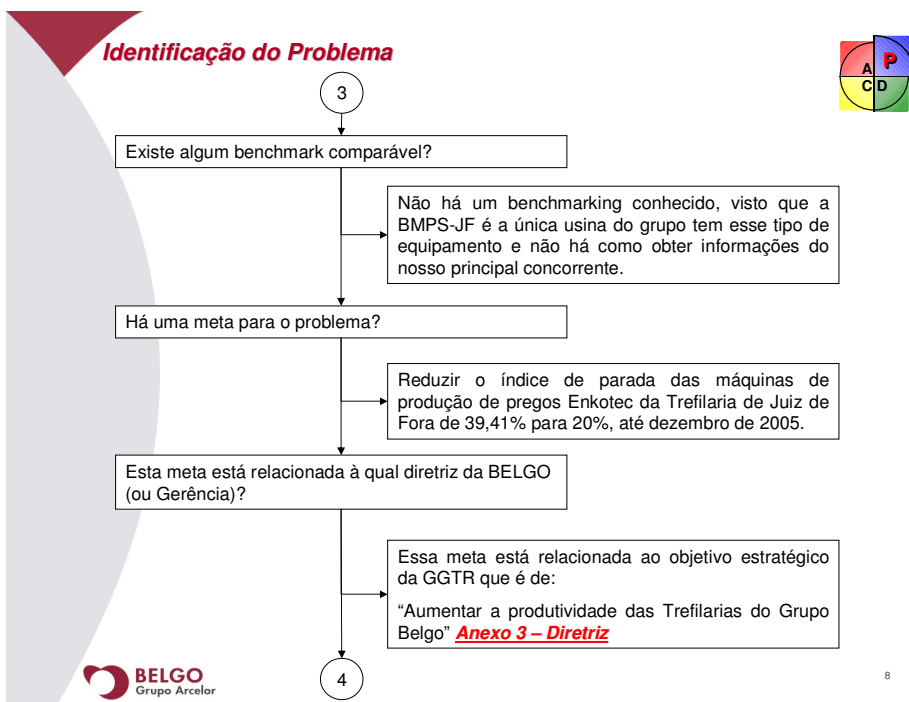 Identificação do Problema
A P
C D
3
Existe algum benchmark comparável?
Não há um benchmarking conhecido, visto que a
BMPS-JF é a única usina do grupo tem esse tipo de
equipamento e não há como obter informações do
nosso principal concorrente.
Há uma meta para o problema?
Reduzir o índice de parada das máquinas de
produção de pregos Enkotec da Trefilaria de Juiz de
Fora de 39,41% para 20%, até dezembro de 2005.
Esta meta está relacionada à qual diretriz da BELGO
(ou Gerência)?
Essa meta está relacionada ao objetivo estratégico
da GGTR que é de:
“Aumentar a produtividade das Trefilarias do Grupo
Belgo” Anexo 3 – Diretriz
4
BELGO
Grupo Arcelor
8